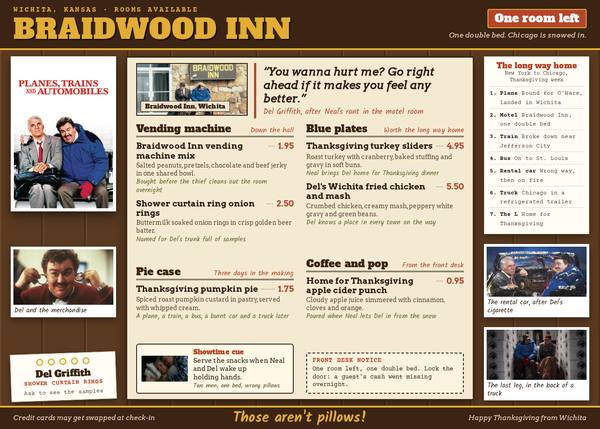 WICHITA, KANSAS · ROOMS AVAILABLE
BRAIDWOOD INN
One room left
One double bed. Chicago is snowed in.
PLANES, TRAINS
AND AUTOMOBILES
Del and the merchandise
Del Griffith
SHOWER CURTAIN RINGS
Ask to see the samples
BRAIDWOOD
INN
Braidwood Inn, Wichita
“You wanna hurt me? Go right
ahead if it makes you feel any
better.”
Del Griffith, after Neal's rant in the motel room
Vending machine
Down the hall
Braidwood Inn vending
machine mix
1.95
Salted peanuts, pretzels, chocolate and beef jerky
in one shared bowl.
Bought before the thief cleans out the room
overnight
Shower curtain ring onion
rings
2.50
Buttermilk soaked onion rings in crisp golden beer
batter.
Named for Del's trunk full of samples
Pie case
Three days in the making
Thanksgiving pumpkin pie
1.75
Spiced roast pumpkin custard in pastry, served
with whipped cream.
A plane, a train, a bus, a burnt car and a truck later
Showtime cue
Serve the snacks when Neal
and Del wake up
holding hands.
Two men, one bed, wrong pillows
Blue plates
Worth the long way home
Thanksgiving turkey sliders
4.95
Roast turkey with cranberry, baked stuffing and
gravy in soft buns.
Neal brings Del home for Thanksgiving dinner
Del's Wichita fried chicken
and mash
5.50
Crumbed chicken, creamy mash, peppery white
gravy and green beans.
Del knows a place in every town on the way
Coffee and pop
From the front desk
Home for Thanksgiving
apple cider punch
0.95
Cloudy apple juice simmered with cinnamon,
cloves and orange.
Poured when Neal lets Del in from the snow
FRONT DESK NOTICE
One room left, one double bed. Lock the
door: a guest's cash went missing
overnight.
The long way home
New York to Chicago,
Thanksgiving week
1. Plane Bound for O'Hare,
landed in Wichita
2. Motel Braidwood Inn,
one double bed
3. Train Broke down near
Jefferson City
4. Bus On to St. Louis
5. Rental car Wrong way,
then on fire
6. Truck Chicago in a
refrigerated trailer
7. The L Home for
Thanksgiving
The rental car, after Del's
cigarette
The last leg, in the back of a
truck
Credit cards may get swapped at check-in
Those aren't pillows!
Happy Thanksgiving from Wichita